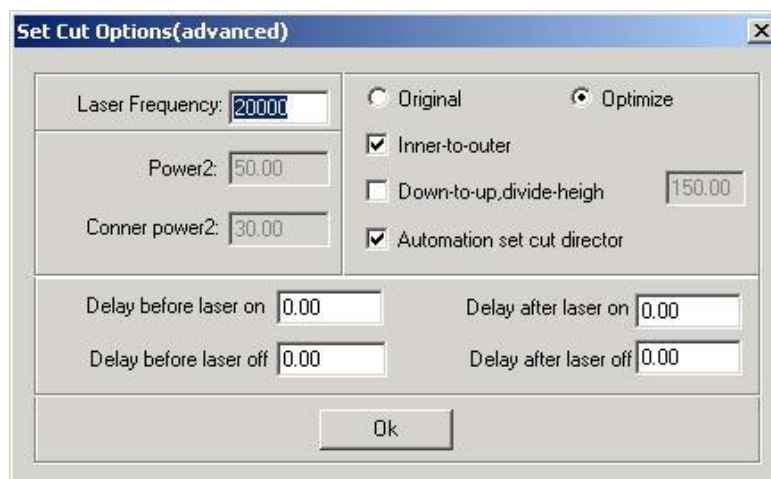 Set Cut Options(advanced)
Laser Frequency: 20000
Power2: 50.00
Conner power2: 30.00
Original Optimize
Inner-to-outer
Down-to-up,divide-heigh 150.00
Automation set cut director
Delay before laser on 0.00 Delay after laser on 0.00
Delay before laser off 0.00 Delay after laser off 0.00
Ok